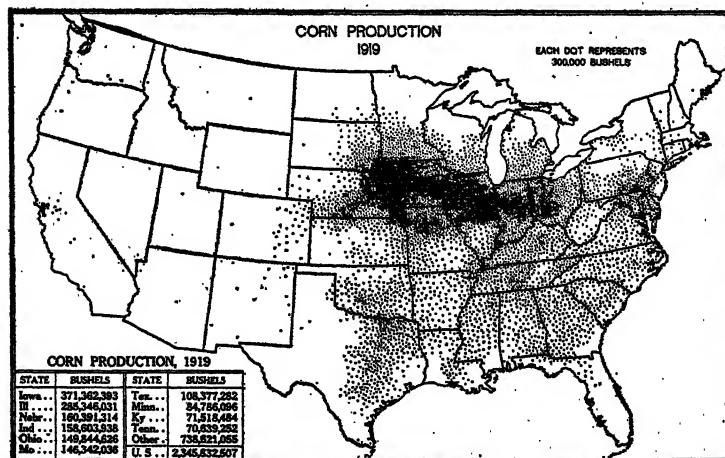 CORN PRODUCTION
1919
EACH DOT REPRESENTS
300,000 BUSHELS
CORN PRODUCTION, 1919
STATE BUSHELS STATE BUSHELS
Iowa .. 371,362,393 Tex... 108,377,282
Ill .... 285,346,031 Minn. 84,786,096
Nebr.. 160,391,314 Ky ... 71,518,484
Ind ... 158,603,938 Tenn. 70,639,252
Ohio.. 149,844,626 Other. 738,621,055
Mo ... 146,342,036 U. S .. 2,345,832,507